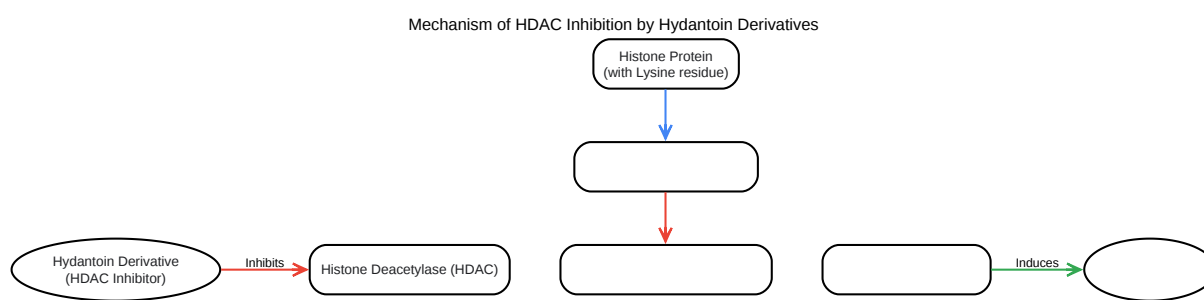 Mechanism of HDAC Inhibition by Hydantoin Derivatives
Histone Protein
(with Lysine residue)
Hydantoin Derivative
(HDAC Inhibitor)
Inhibits
Histone Deacetylase (HDAC)
Induces